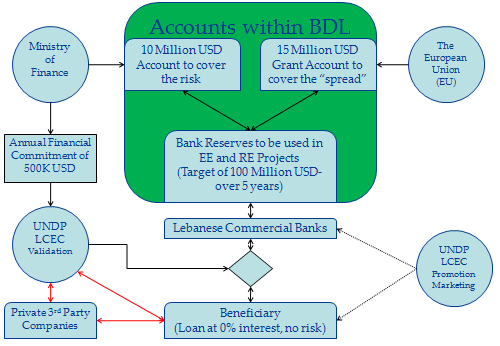 Accounts within BDL
Ministry
of
Finance
10 Million USD
Account to cover
the risk
15 Million USD
Grant Account to
cover the “spread”
The
European
Union
(EU)
Annual Financial
Commitment of
500K USD
Bank Reserves to be used in
EE and RE Projects
(Target of 100 Million USD-
over 5 years)
Lebanese Commercial Banks
UNDP
LCEC
Validation
UNDP
LCEC
Promotion
Marketing
Private 3rd Party
Companies
Beneficiary
(Loan at 0% interest, no risk)